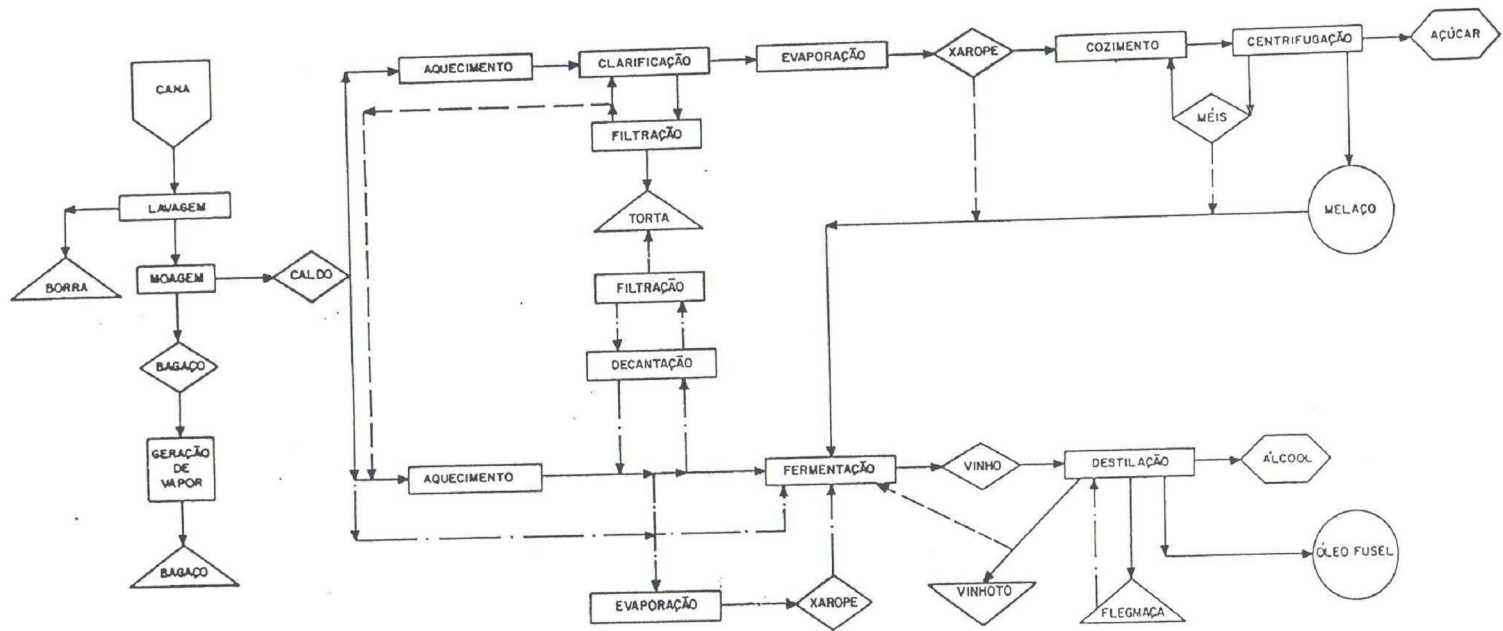 CANA
LAVAGEM
BORRA
MOAGEM
CALDO
BAGAÇO
GERAÇÃO
DE
VAPOR
BAGAÇO
AQUECIMENTO
CLARIFICAÇÃO
EVAPORAÇÃO
XAROPE
COZIMENTO
CENTRIFUGAÇÃO
AÇÚCAR
FILTRAÇÃO
MÉIS
TORTA
MELAÇO
FILTRAÇÃO
DECANTAÇÃO
AQUECIMENTO
FERMENTAÇÃO
VINHO
DESTILAÇÃO
ÁLCOOL
EVAPORAÇÃO
XAROPE
VINHOTO
FLEGMAÇA
ÓLEO FUSEL